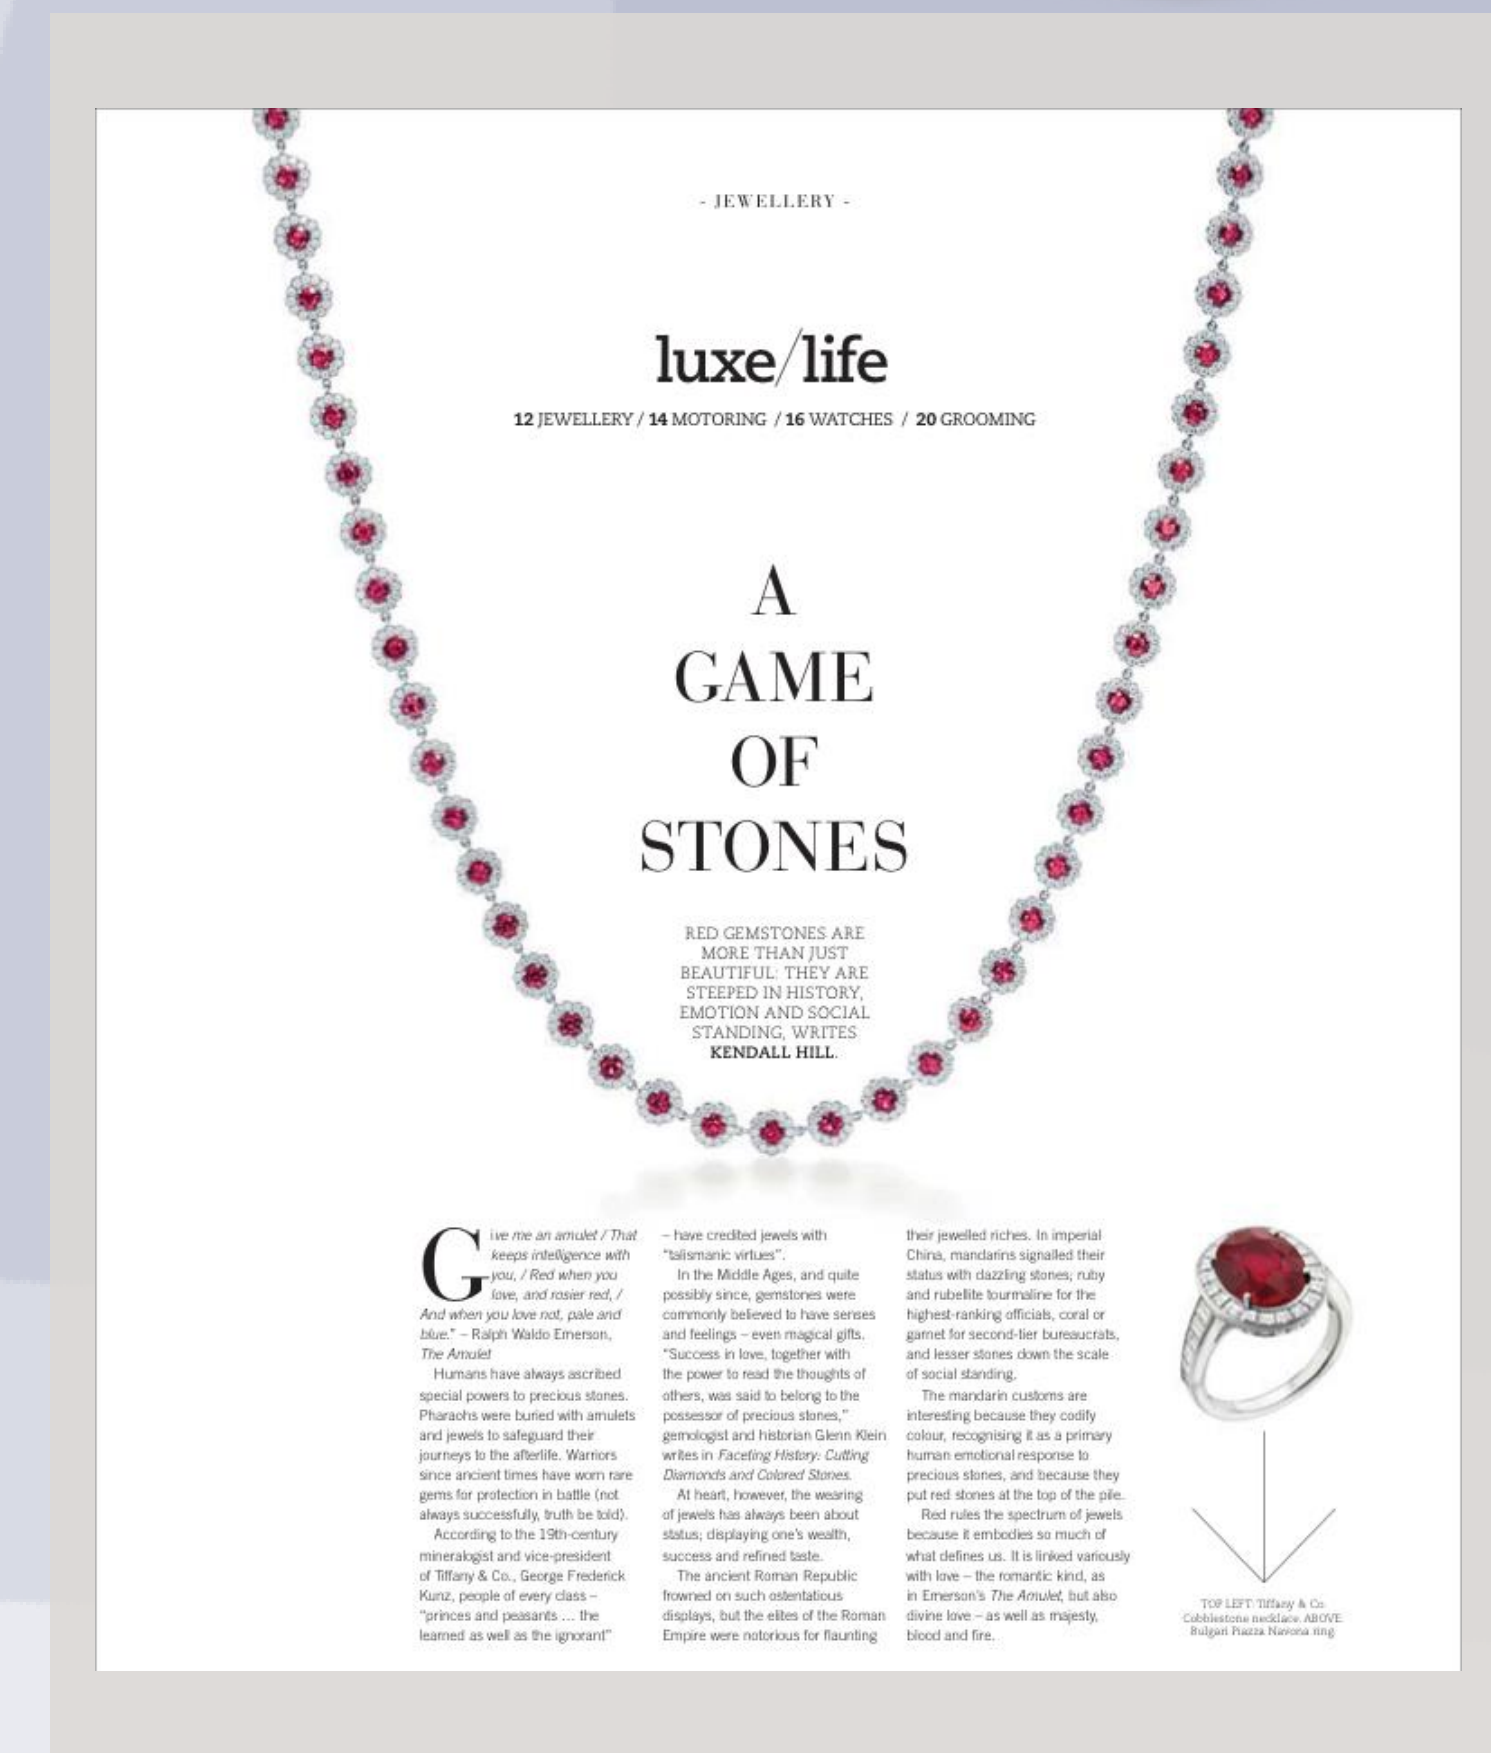 - JEWELLERY -
luxe/life
12 JEWELLERY / 14 MOTORING / 16 WATCHES / 20 GROOMING
A
GAME
OF
STONES
RED GEMSTONES ARE
MORE THAN JUST
BEAUTIFUL: THEY ARE
STEEPED IN HISTORY,
EMOTION AND SOCIAL
STANDING, WRITES
KENDALL HILL.
Give me an amulet / That
keeps intelligence with
you, / Red when you
love, and rosier red, /
And when you love not, pale and
blue." – Ralph Waldo Emerson,
The Amulet
Humans have always ascribed
special powers to precious stones.
Pharaohs were buried with amulets
and jewels to safeguard their
journeys to the afterlife. Warriors
since ancient times have worn rare
gems for protection in battle (not
always successfully, truth be told).
According to the 19th-century
mineralogist and vice-president
of Tiffany & Co., George Frederick
Kunz, people of every class –
"princes and peasants ... the
learned as well as the ignorant"
– have credited jewels with
"talismanic virtues".
In the Middle Ages, and quite
possibly since, gemstones were
commonly believed to have senses
and feelings – even magical gifts.
"Success in love, together with
the power to read the thoughts of
others, was said to belong to the
possessor of precious stones,"
gemologist and historian Glenn Klein
writes in Faceting History: Cutting
Diamonds and Colored Stones.
At heart, however, the wearing
of jewels has always been about
status; displaying one's wealth,
success and refined taste.
The ancient Roman Republic
frowned on such ostentatious
displays, but the elites of the Roman
Empire were notorious for flaunting
their jewelled riches. In imperial
China, mandarins signalled their
status with dazzling stones; ruby
and rubellite tourmaline for the
highest-ranking officials, coral or
garnet for second-tier bureaucrats,
and lesser stones down the scale
of social standing.
The mandarin customs are
interesting because they codify
colour, recognising it as a primary
human emotional response to
precious stones, and because they
put red stones at the top of the pile.
Red rules the spectrum of jewels
because it embodies so much of
what defines us. It is linked variously
with love – the romantic kind, as
in Emerson's The Amulet, but also
divine love – as well as majesty,
blood and fire.
TOP LEFT: Tiffany & Co.
Cobblestone necklace. ABOVE:
Bulgari Piazza Navona ring.